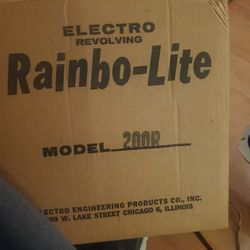 ELECTRO
REVOLVING
Rainbo-Lite
MODEL 200R
ELECTRO ENGINEERING PRODUCTS CO., INC.
W. LAKE STREET CHICAGO 6, ILLINOIS